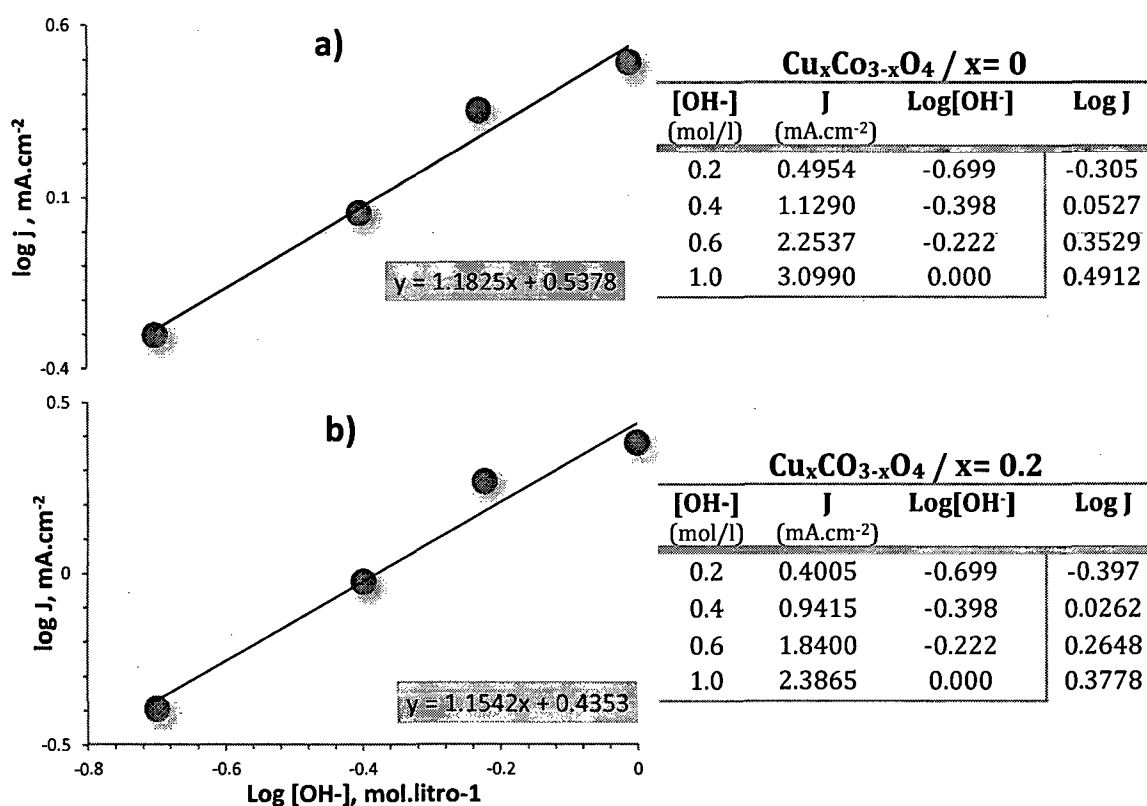 0.6
a)
0.1
-0.4
log j , mA.cm-2
y = 1.1825x + 0.5378
CuxCo3-xO4 / x= 0
[OH-] J Log[OH-] Log J
(mol/l) (mA.cm-2)
0.2 0.4954 -0.699 -0.305
0.4 1.1290 -0.398 0.0527
0.6 2.2537 -0.222 0.3529
1.0 3.0990 0.000 0.4912
0.5
b)
0
-0.5
log J, mA.cm-2
y = 1.1542x + 0.4353
-0.8 -0.6 -0.4 -0.2 0
Log [OH-], mol.litro-1
CuxCO3-xO4 / x= 0.2
[OH-] J Log[OH-] Log J
(mol/l) (mA.cm-2)
0.2 0.4005 -0.699 -0.397
0.4 0.9415 -0.398 0.0262
0.6 1.8400 -0.222 0.2648
1.0 2.3865 0.000 0.3778